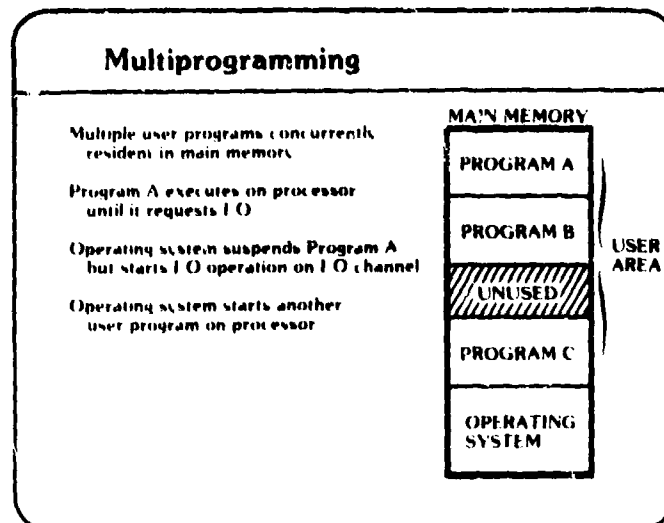 Multiprogramming
Multiple user programs concurrently
resident in main memory
Program A executes on processor
until it requests I/O
Operating system suspends Program A
but starts I/O operation on I/O channel
Operating system starts another
user program on processor
MAIN MEMORY
PROGRAM A
PROGRAM B
UNUSED
PROGRAM C
OPERATING
SYSTEM
USER
AREA